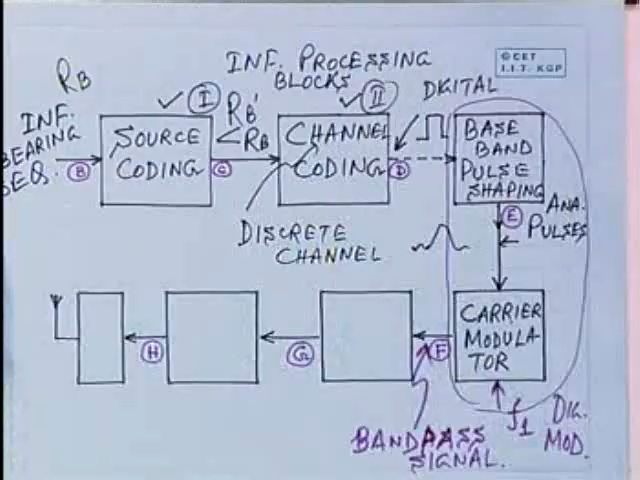 © CET
I.I.T. KGP
INF. PROCESSING
BLOCKS
RB
I
II
DIGITAL
INF.
BEARING
SEQ.
B
SOURCE
CODING
RB'
< RB
C
CHANNEL
CODING
D
BASE
BAND
PULSE
SHAPING
E
ANA.
PULSES
DISCRETE
CHANNEL
CARRIER
MODULA
TOR
F
G
H
f1
DIG.
MOD.
BANDPASS
SIGNAL.